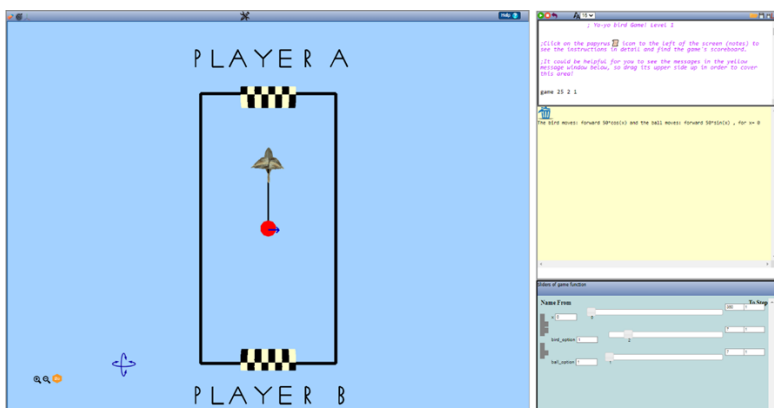 Help
PLAYER A
PLAYER B
; Yo-yo bird Game! Level 1
;Click on the papyrus icon to the left of the screen (notes) to
see the instructions in detail and find the game's scoreboard.
;It could be helpful for you to see the messages in the yellow
message window below, so drag its upper side up in order to cover
this area!
game 25 2 1
The bird moves: forward 50*cos(x) and the ball moves: forward 50*sin(x) , for x= 0
Sliders of game function
Name From
To Step
x
bird_option
ball_option